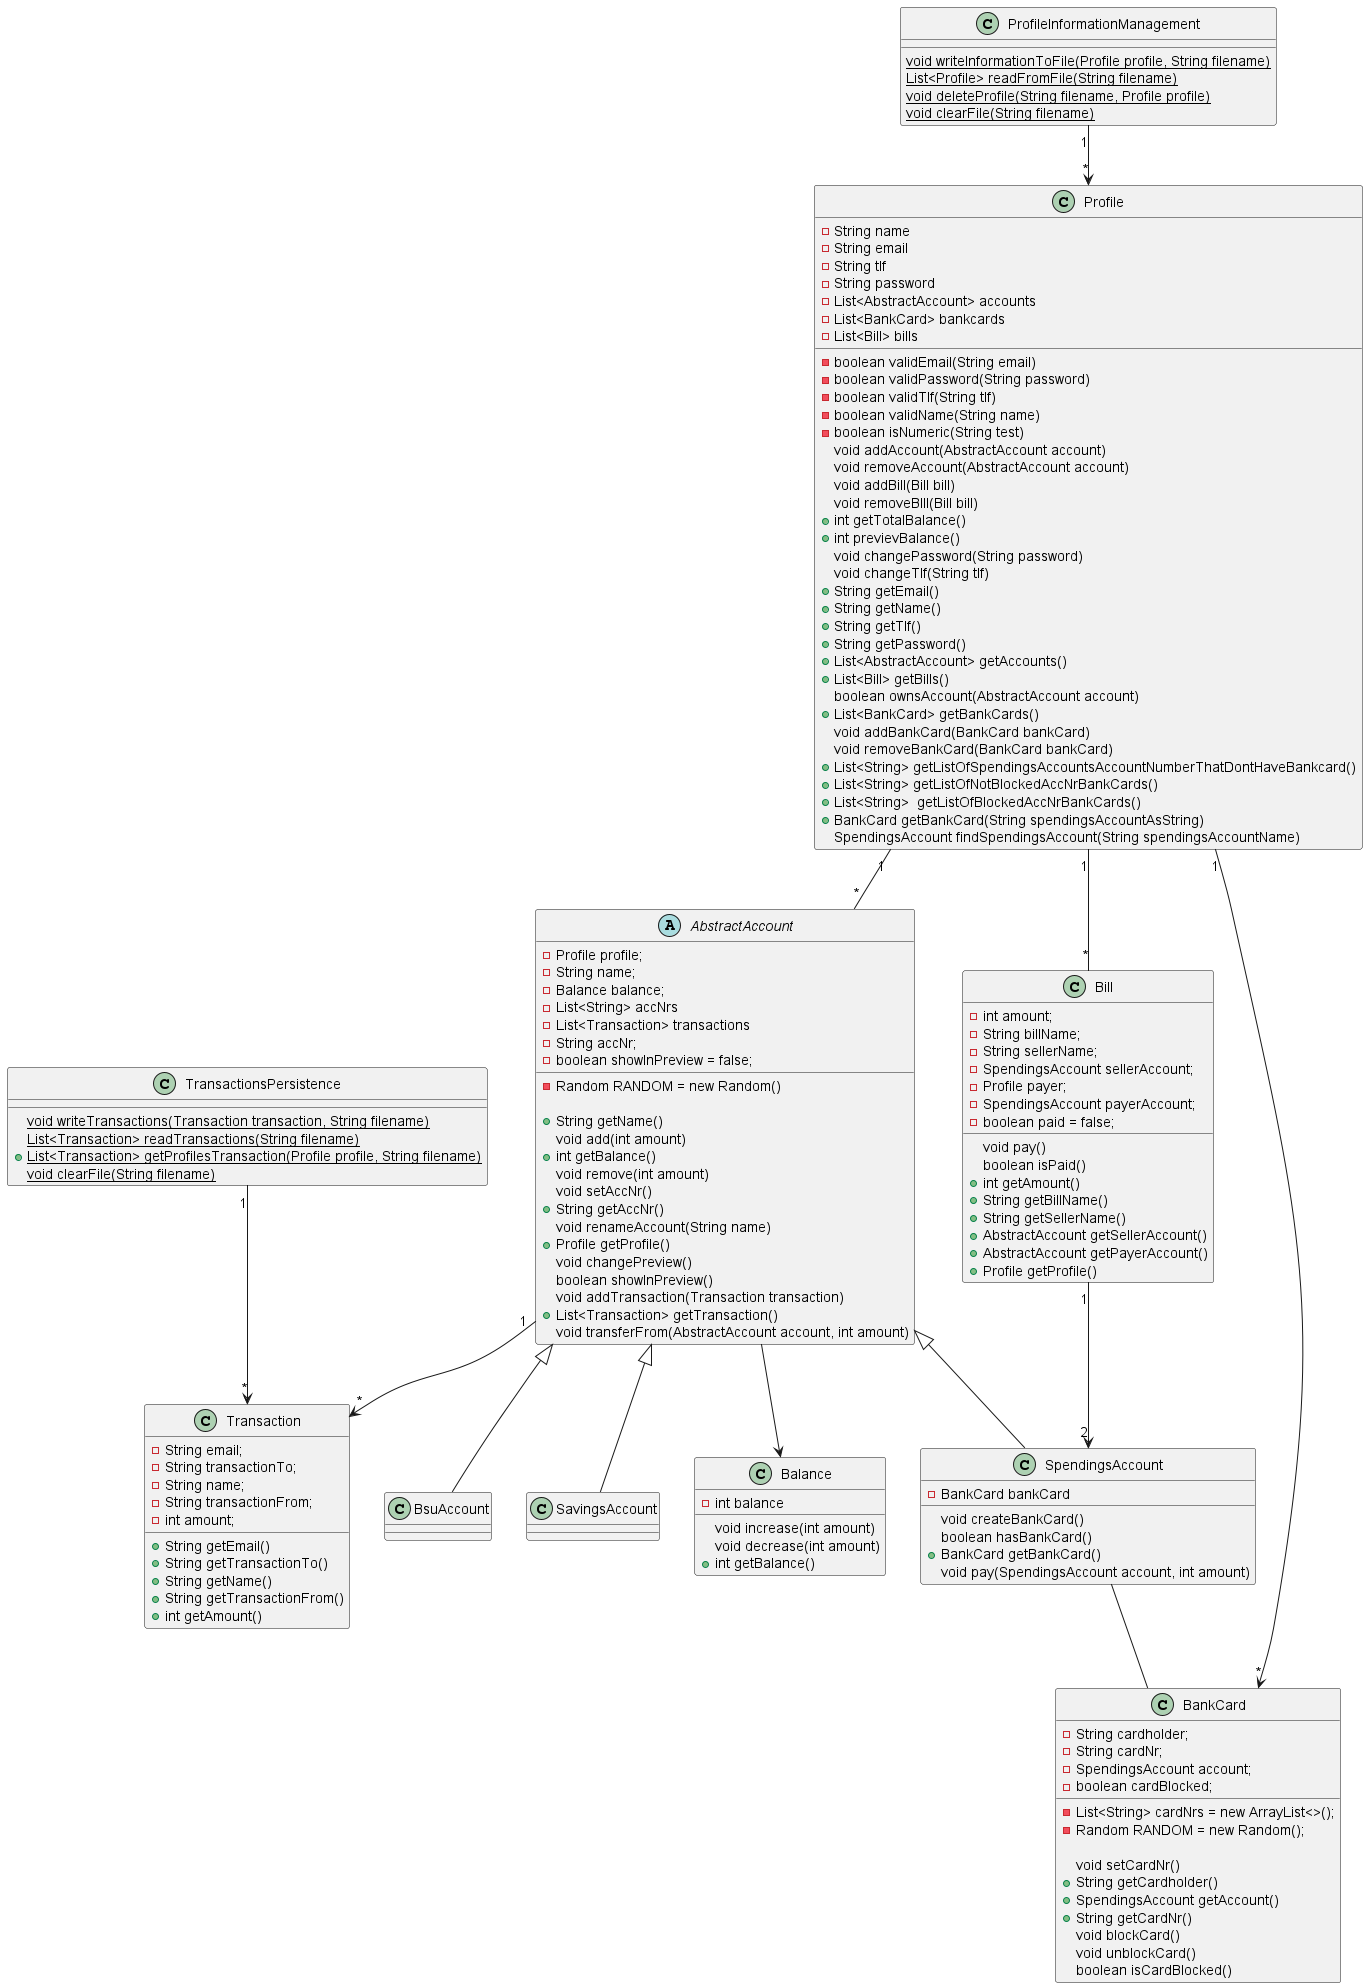 ProfileInformationManagement
void writeInformationToFile(Profile profile, String filename)
List<Profile> readFromFile(String filename)
void deleteProfile(String filename, Profile profile)
void clearFile(String filename)
1
*
Profile
String name
String email
String tlf
String password
List<AbstractAccount> accounts
List<BankCard> bankcards
List<Bill> bills
boolean validEmail(String email)
boolean validPassword(String password)
boolean validTlf(String tlf)
boolean validName(String name)
boolean isNumeric(String test)
void addAccount(AbstractAccount account)
void removeAccount(AbstractAccount account)
void addBill(Bill bill)
void removeBIll(Bill bill)
int getTotalBalance()
int previevBalance()
void changePassword(String password)
void changeTlf(String tlf)
String getEmail()
String getName()
String getTlf()
String getPassword()
List<AbstractAccount> getAccounts()
List<Bill> getBills()
boolean ownsAccount(AbstractAccount account)
List<BankCard> getBankCards()
void addBankCard(BankCard bankCard)
void removeBankCard(BankCard bankCard)
List<String> getListOfSpendingsAccountsAccountNumberThatDontHaveBankcard()
List<String> getListOfNotBlockedAccNrBankCards()
List<String>  getListOfBlockedAccNrBankCards()
BankCard getBankCard(String spendingsAccountAsString)
SpendingsAccount findSpendingsAccount(String spendingsAccountName)
1
1
1
*
*
AbstractAccount
Profile profile;
String name;
Balance balance;
List<String> accNrs
List<Transaction> transactions
String accNr;
boolean showInPreview = false;
Random RANDOM = new Random()
String getName()
void add(int amount)
int getBalance()
void remove(int amount)
void setAccNr()
String getAccNr()
void renameAccount(String name)
Profile getProfile()
void changePreview()
boolean showInPreview()
void addTransaction(Transaction transaction)
List<Transaction> getTransaction()
void transferFrom(AbstractAccount account, int amount)
Bill
int amount;
String billName;
String sellerName;
SpendingsAccount sellerAccount;
Profile payer;
SpendingsAccount payerAccount;
boolean paid = false;
void pay()
boolean isPaid()
int getAmount()
String getBillName()
String getSellerName()
AbstractAccount getSellerAccount()
AbstractAccount getPayerAccount()
Profile getProfile()
TransactionsPersistence
void writeTransactions(Transaction transaction, String filename)
List<Transaction> readTransactions(String filename)
List<Transaction> getProfilesTransaction(Profile profile, String filename)
void clearFile(String filename)
1
1
1
*
*
2
Transaction
String email;
String transactionTo;
String name;
String transactionFrom;
int amount;
String getEmail()
String getTransactionTo()
String getName()
String getTransactionFrom()
int getAmount()
BsuAccount
SavingsAccount
Balance
int balance
void increase(int amount)
void decrease(int amount)
int getBalance()
SpendingsAccount
BankCard bankCard
void createBankCard()
boolean hasBankCard()
BankCard getBankCard()
void pay(SpendingsAccount account, int amount)
*
BankCard
String cardholder;
String cardNr;
SpendingsAccount account;
boolean cardBlocked;
List<String> cardNrs = new ArrayList<>();
Random RANDOM = new Random();
void setCardNr()
String getCardholder()
SpendingsAccount getAccount()
String getCardNr()
void blockCard()
void unblockCard()
boolean isCardBlocked()